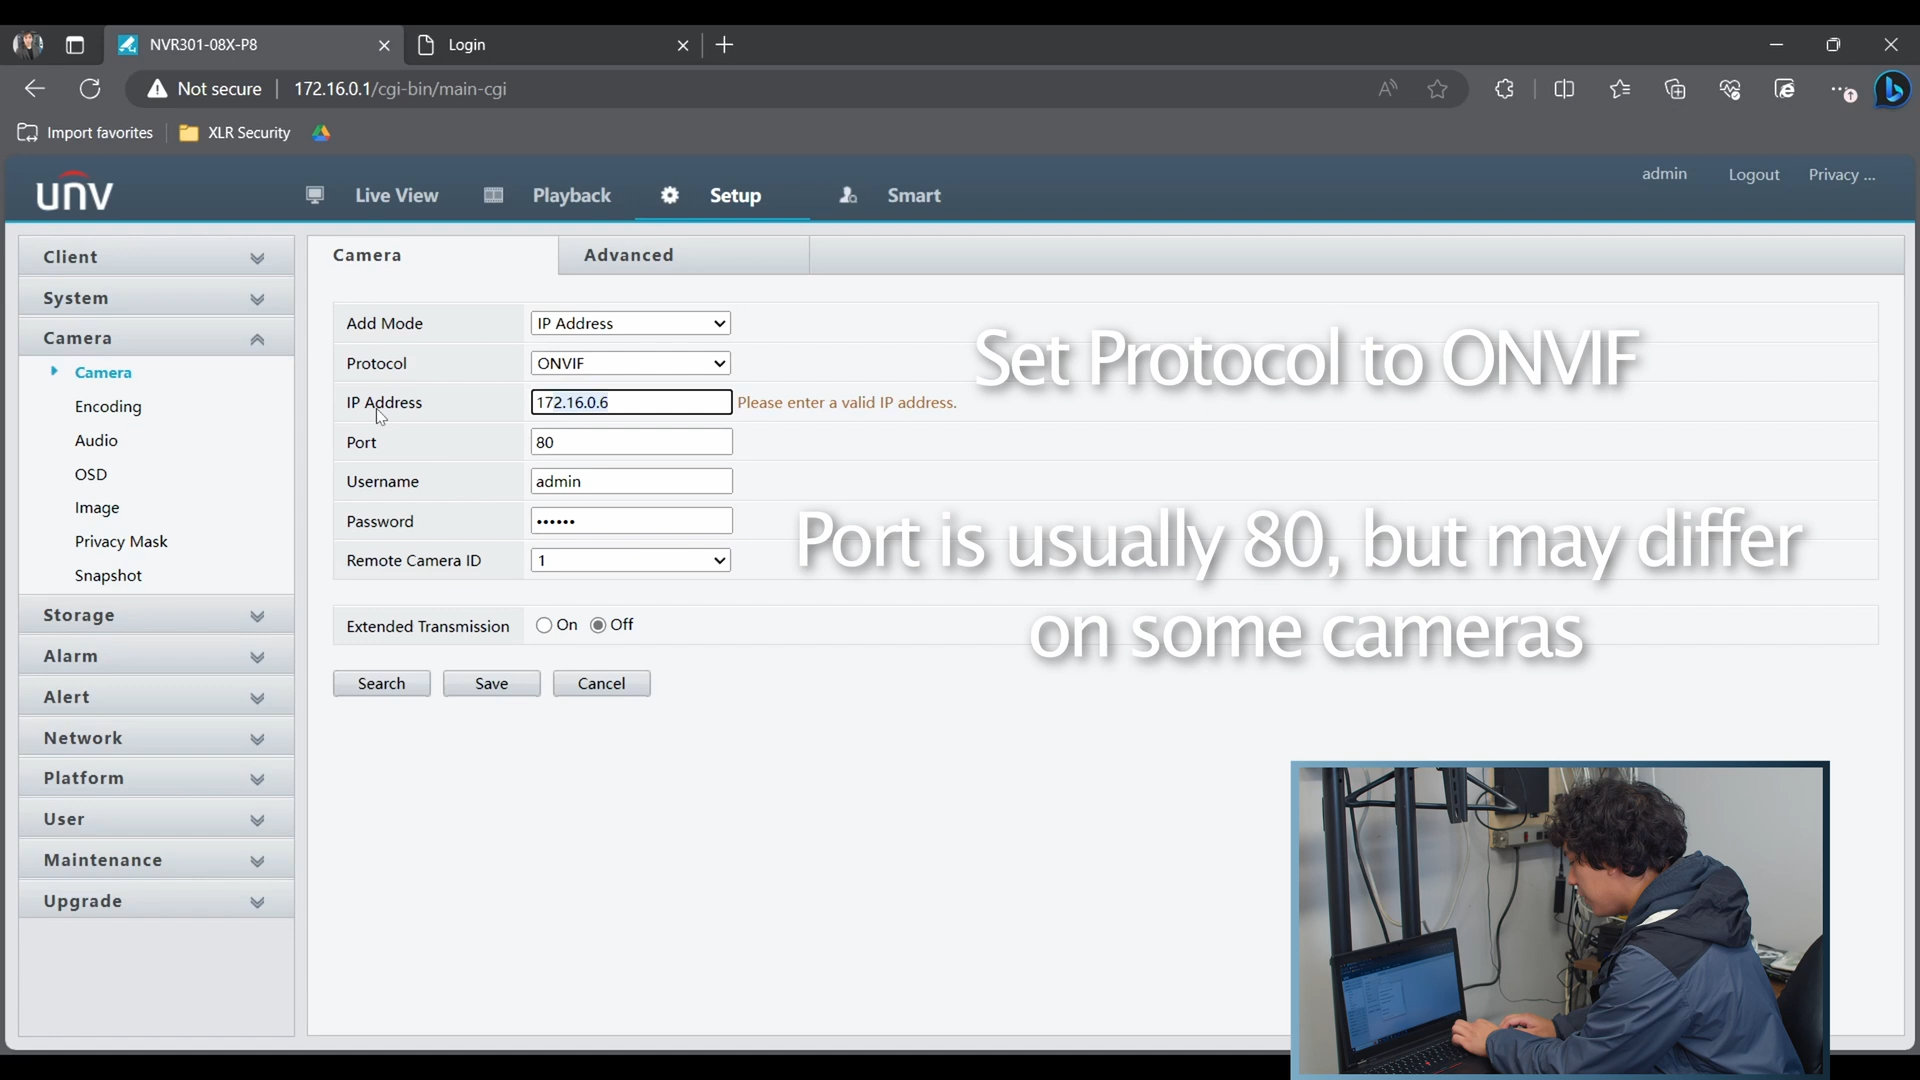 NVR301-08X-P8
Login
Not secure
172.16.0.1/cgi-bin/main-cgi
Import favorites
XLR Security
unv
Live View
Playback
Setup
Smart
admin
Logout
Privacy ...
Client
System
Camera
Camera
Encoding
Audio
OSD
Image
Privacy Mask
Snapshot
Storage
Alarm
Alert
Network
Platform
User
Maintenance
Upgrade
Camera
Advanced
Add Mode
IP Address
Protocol
ONVIF
IP Address
172.16.0.6
Please enter a valid IP address.
Port
80
Username
admin
Password
••••••
Remote Camera ID
1
Extended Transmission
On
Off
Search
Save
Cancel
Set Protocol to ONVIF
Port is usually 80, but may differ
on some cameras